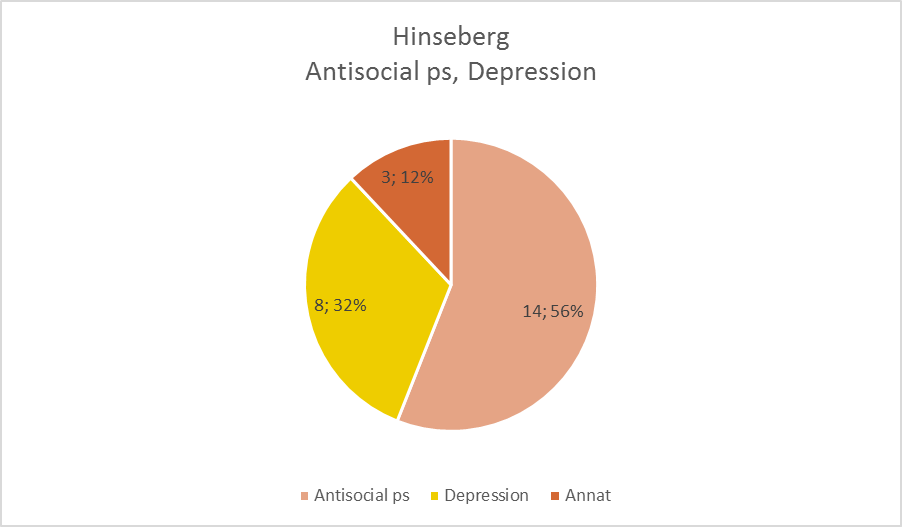 Hinseberg
Antisocial ps, Depression
3; 12%
8; 32%
14; 56%
Antisocial ps
Depression
Annat